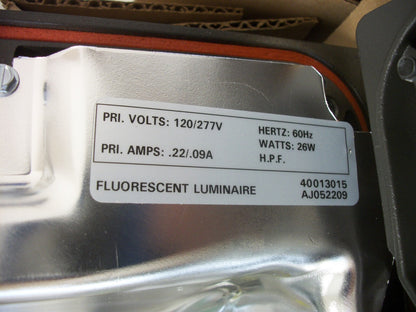 PRI. VOLTS: 120/277V
PRI. AMPS: .22/.09A
HERTZ: 60Hz
WATTS: 26W
H.P.F.
FLUORESCENT LUMINAIRE
40013015
AJ052209